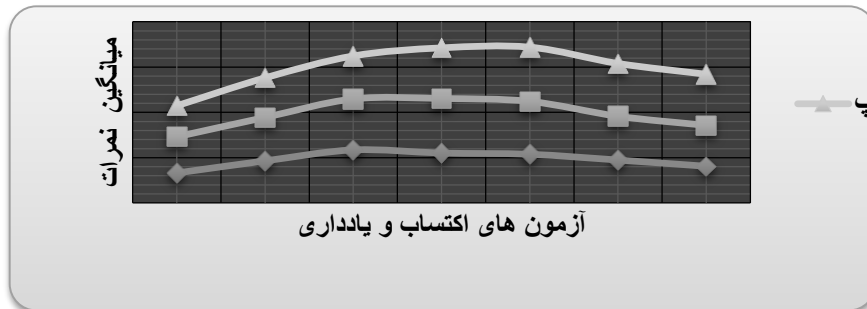 میانگین نمرات
آزمون های اکتساب و یادداری